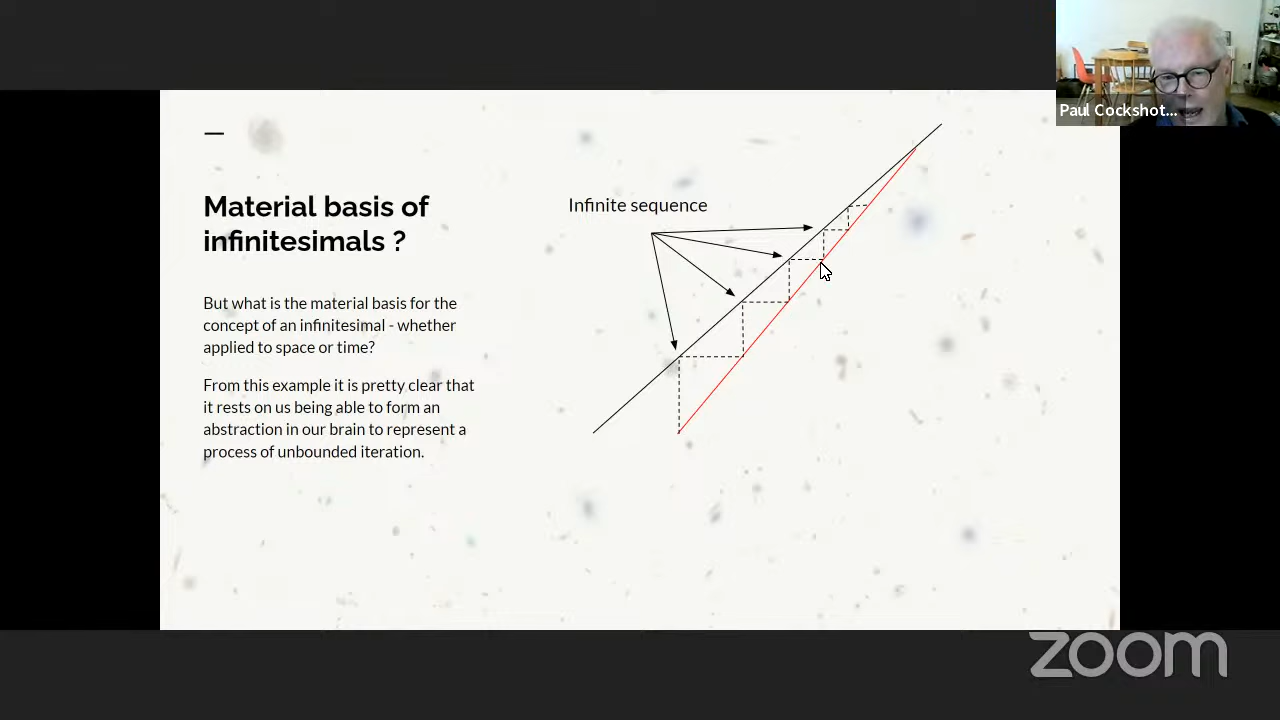 Paul Cockshot...
Material basis of
infinitesimals ?
Infinite sequence
But what is the material basis for the
concept of an infinitesimal - whether
applied to space or time?
From this example it is pretty clear that
it rests on us being able to form an
abstraction in our brain to represent a
process of unbounded iteration.
zoom